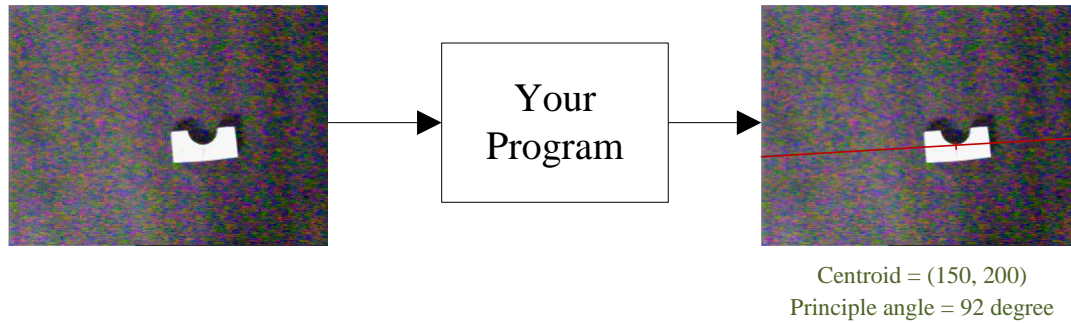 Your
Program
Centroid = (150, 200)
Principle angle = 92 degree